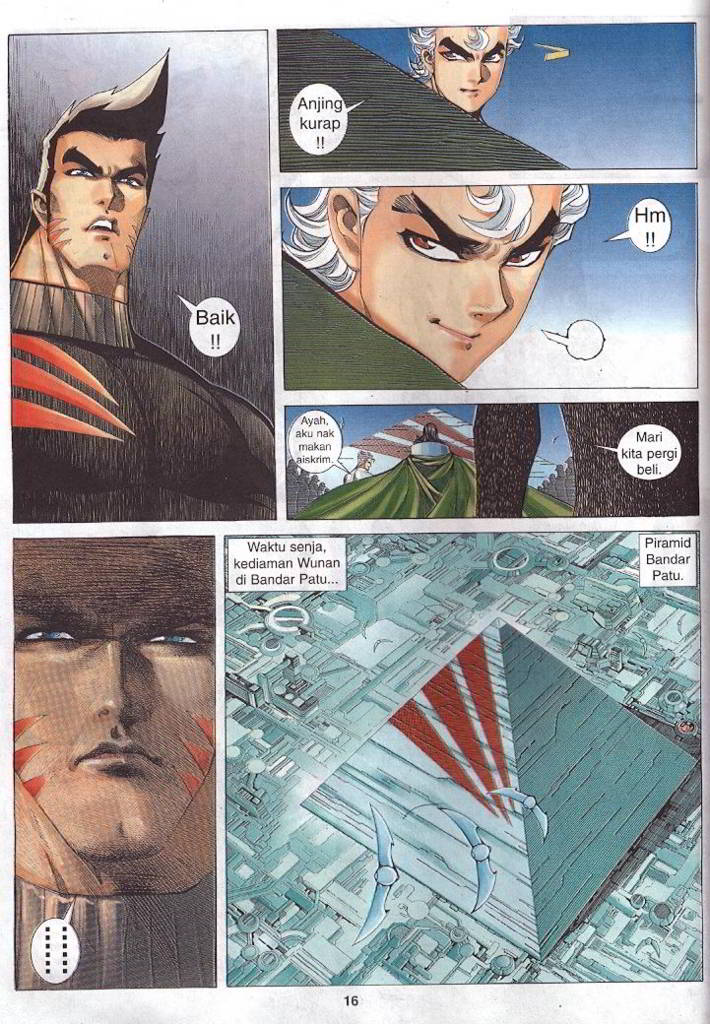 Baik
!!
Anjing
kurap
!!
Hm
!!
Ayah,
aku nak
makan
aiskrim.
Mari
kita pergi
beli.
Waktu senja,
kediaman Wunan
di Bandar Patu...
Piramid
Bandar
Patu.
16